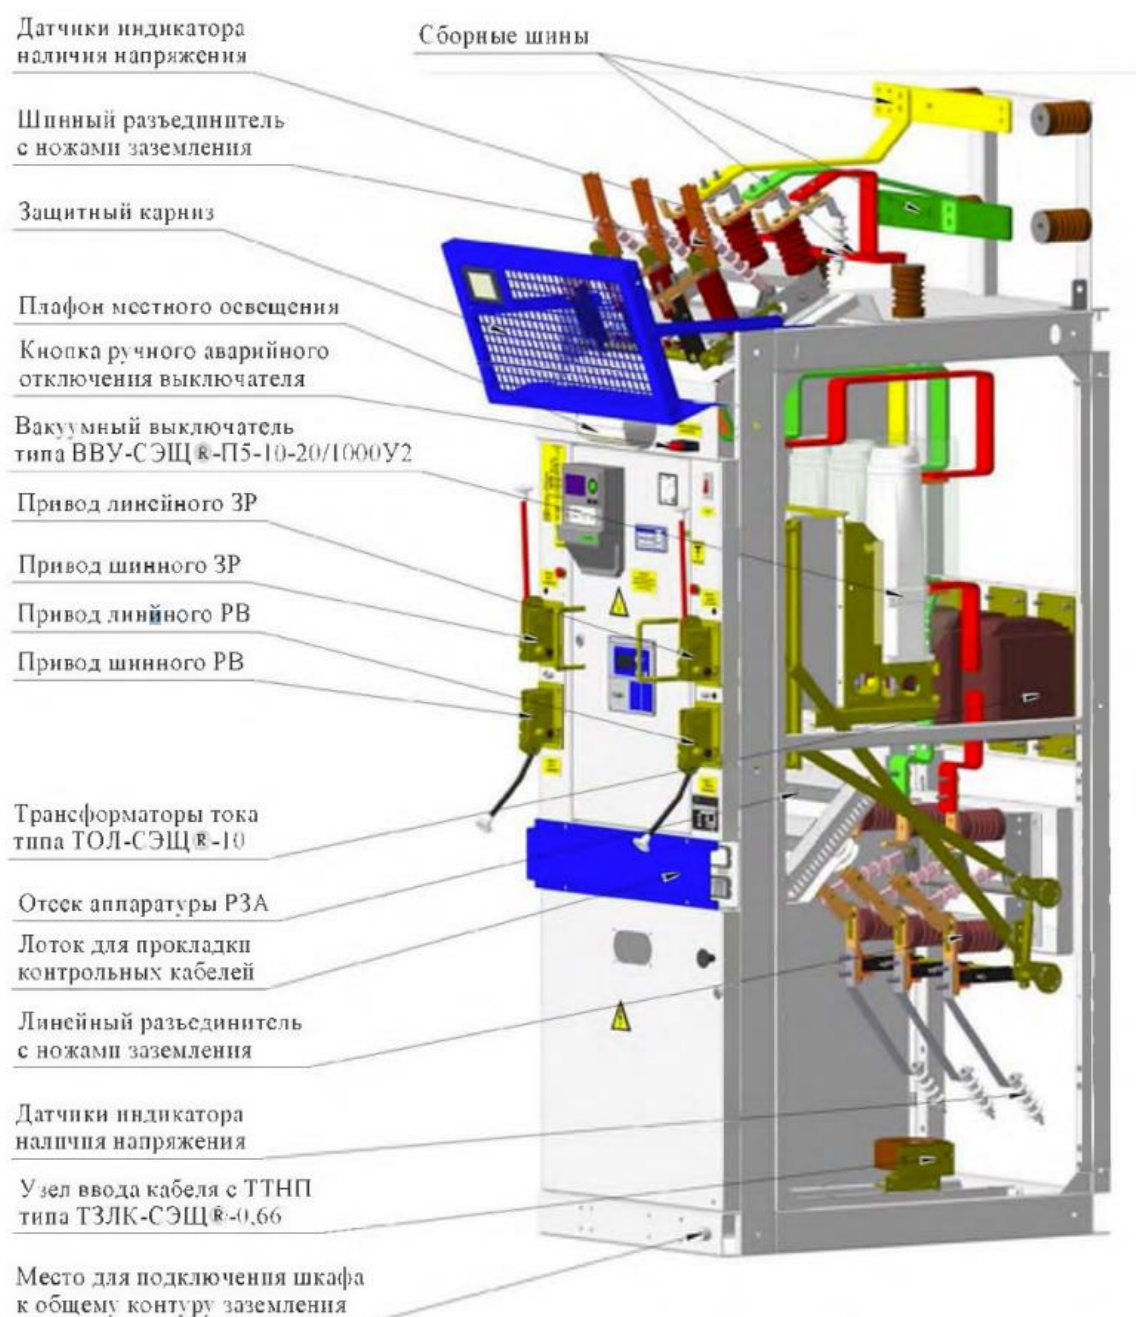 Датчики индикатора
наличия напряжения
Сборные шины
Шинный разъединитель
с ножами заземления
Защитный карниз
Плафон местного освещения
Кнопка ручного аварийного
отключения выключателя
Вакуумный выключатель
типа ВВУ-СЭЩ®-П5-10-20/1000У2
Привод линейного ЗР
Привод шинного ЗР
Привод линейного РВ
Привод шинного РВ
Трансформаторы тока
типа ТОЛ-СЭЩ®-10
Отсек аппаратуры РЗА
Лоток для прокладки
контрольных кабелей
Линейный разъединитель
с ножами заземления
Датчики индикатора
наличия напряжения
Узел ввода кабеля с ТТНП
типа ТЗЛК-СЭЩ®-0,66
Место для подключения шкафа
к общему контуру заземления